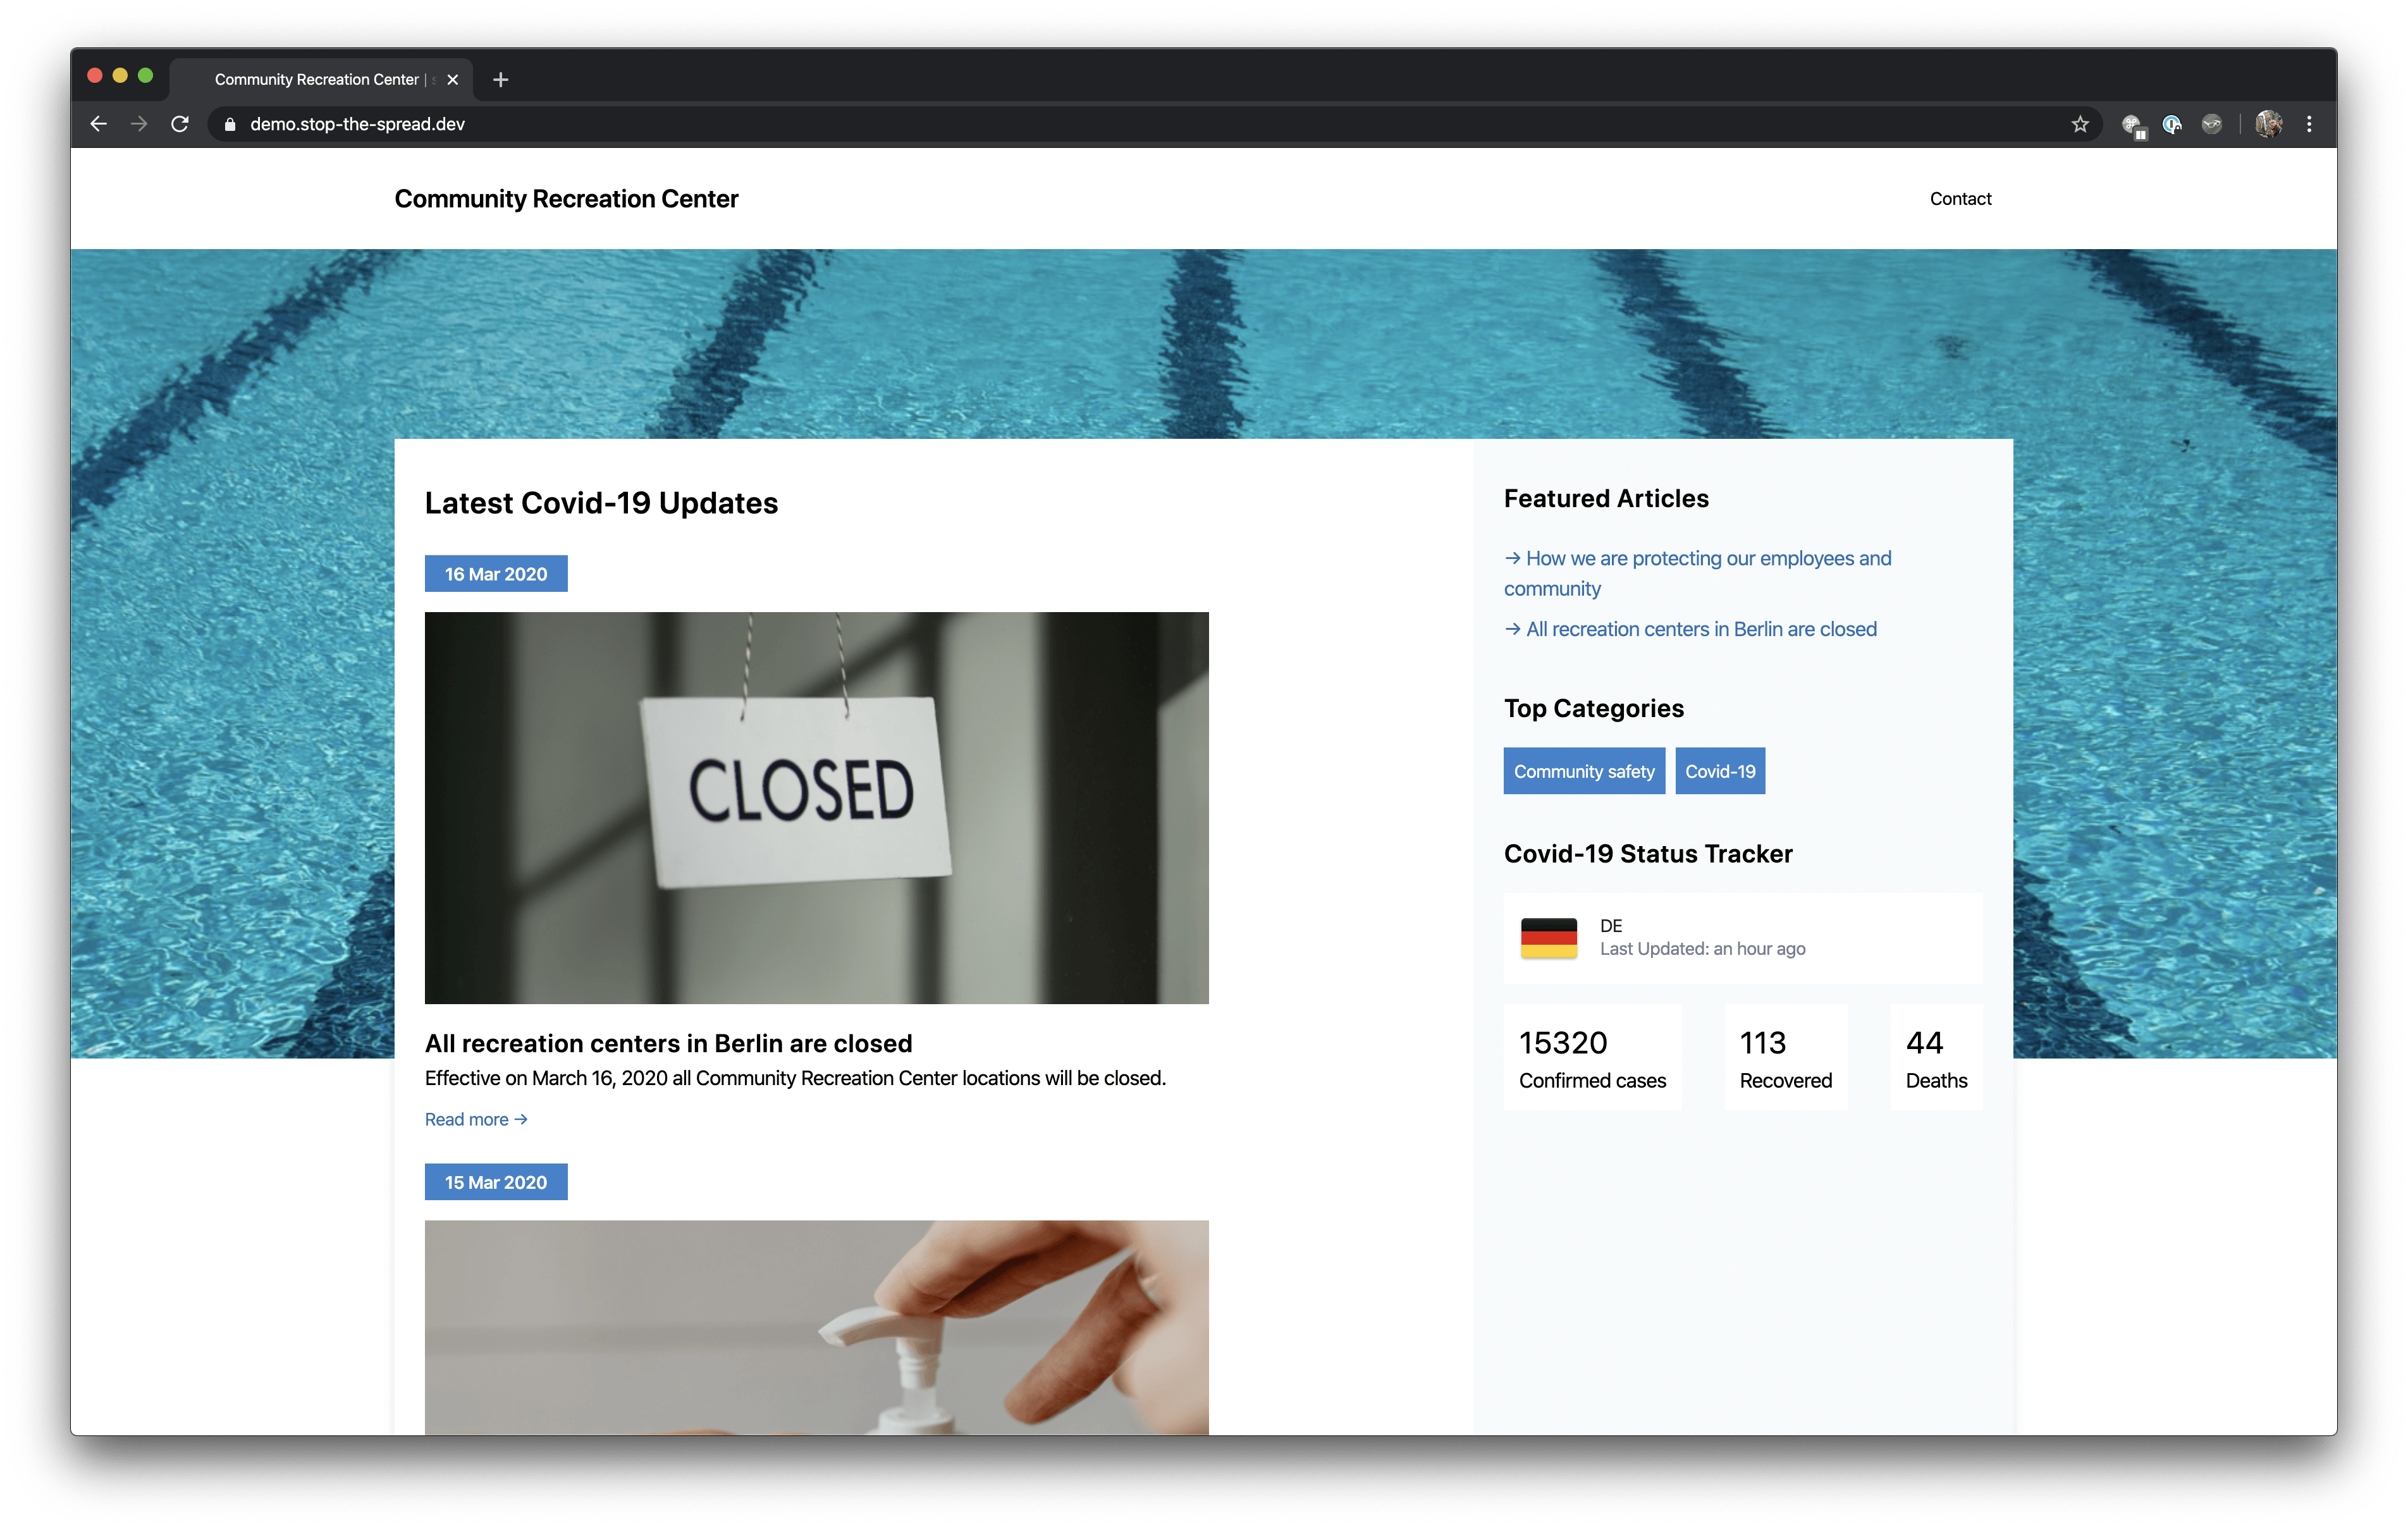 Community Recreation Center |
demo.stop-the-spread.dev
Community Recreation Center
Contact
Latest Covid-19 Updates
16 Mar 2020
CLOSED
All recreation centers in Berlin are closed
Effective on March 16, 2020 all Community Recreation Center locations will be closed.
Read more →
15 Mar 2020
Featured Articles
→ How we are protecting our employees and
community
→ All recreation centers in Berlin are closed
Top Categories
Community safety
Covid-19
Covid-19 Status Tracker
DE
Last Updated: an hour ago
15320
Confirmed cases
113
Recovered
44
Deaths